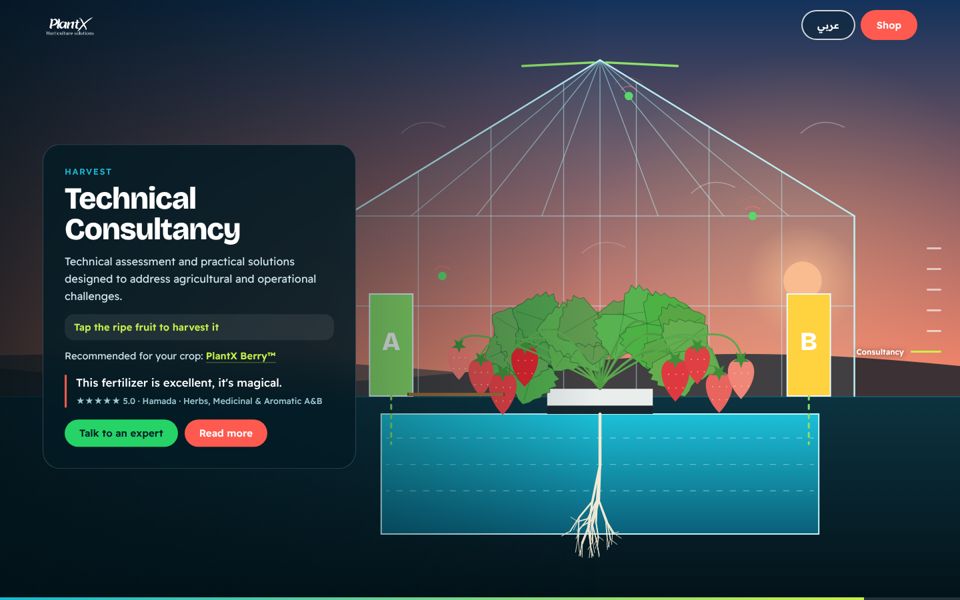 PlantX
Horticulture solutions
عربي
Shop
HARVEST
Technical
Consultancy
Technical assessment and practical solutions
designed to address agricultural and operational
challenges.
Tap the ripe fruit to harvest it
Recommended for your crop: PlantX Berry™
This fertilizer is excellent, it's magical.
★★★★★ 5.0 · Hamada · Herbs, Medicinal & Aromatic A&B
Talk to an expert
Read more
A
B
Consultancy